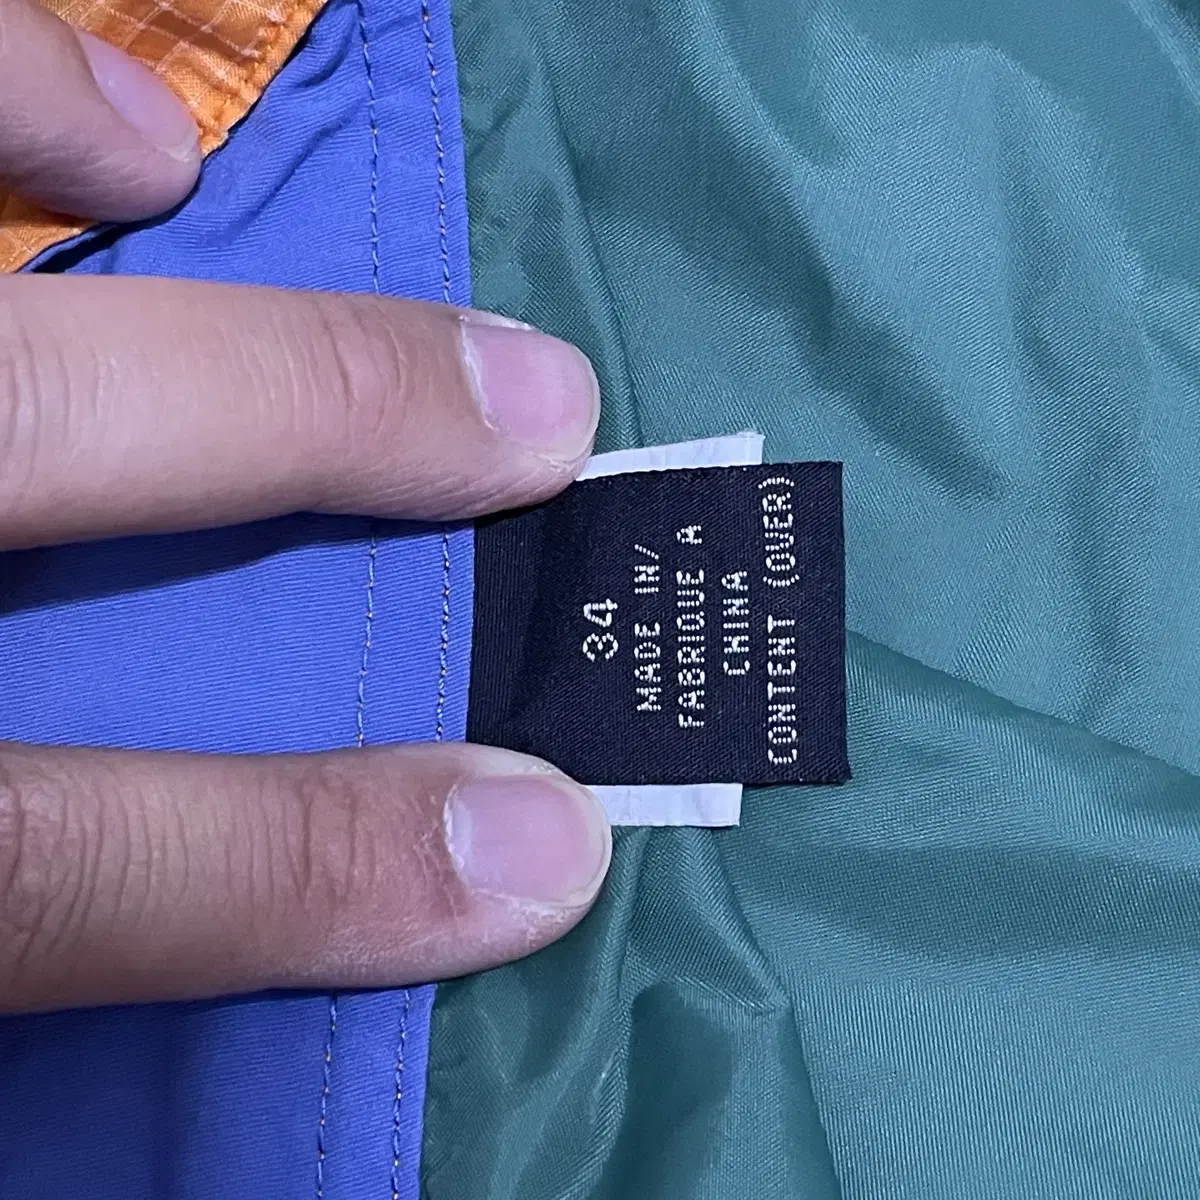 34
MADE IN/
FABRIQUE A
CHINA
CONTENT (OVER)